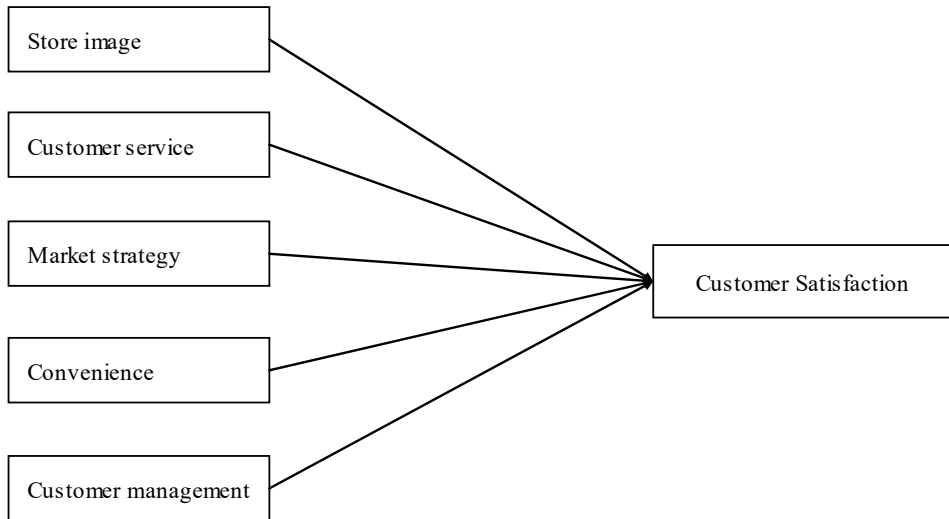 Store image
Customer service
Market strategy
Customer Satisfaction
Convenience
Customer management